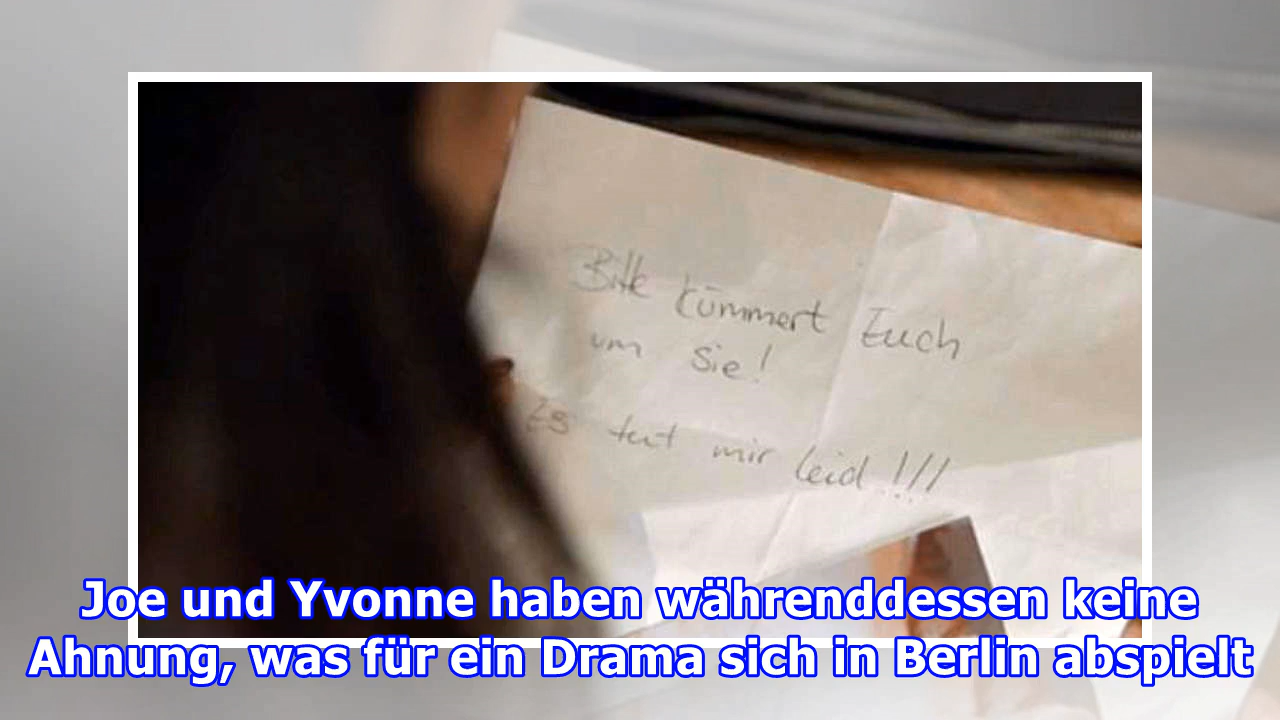 Bitte kümmert Euch
um sie!
Es tut mir leid!!!
Joe und Yvonne haben währenddessen keine
Ahnung, was für ein Drama sich in Berlin abspielt